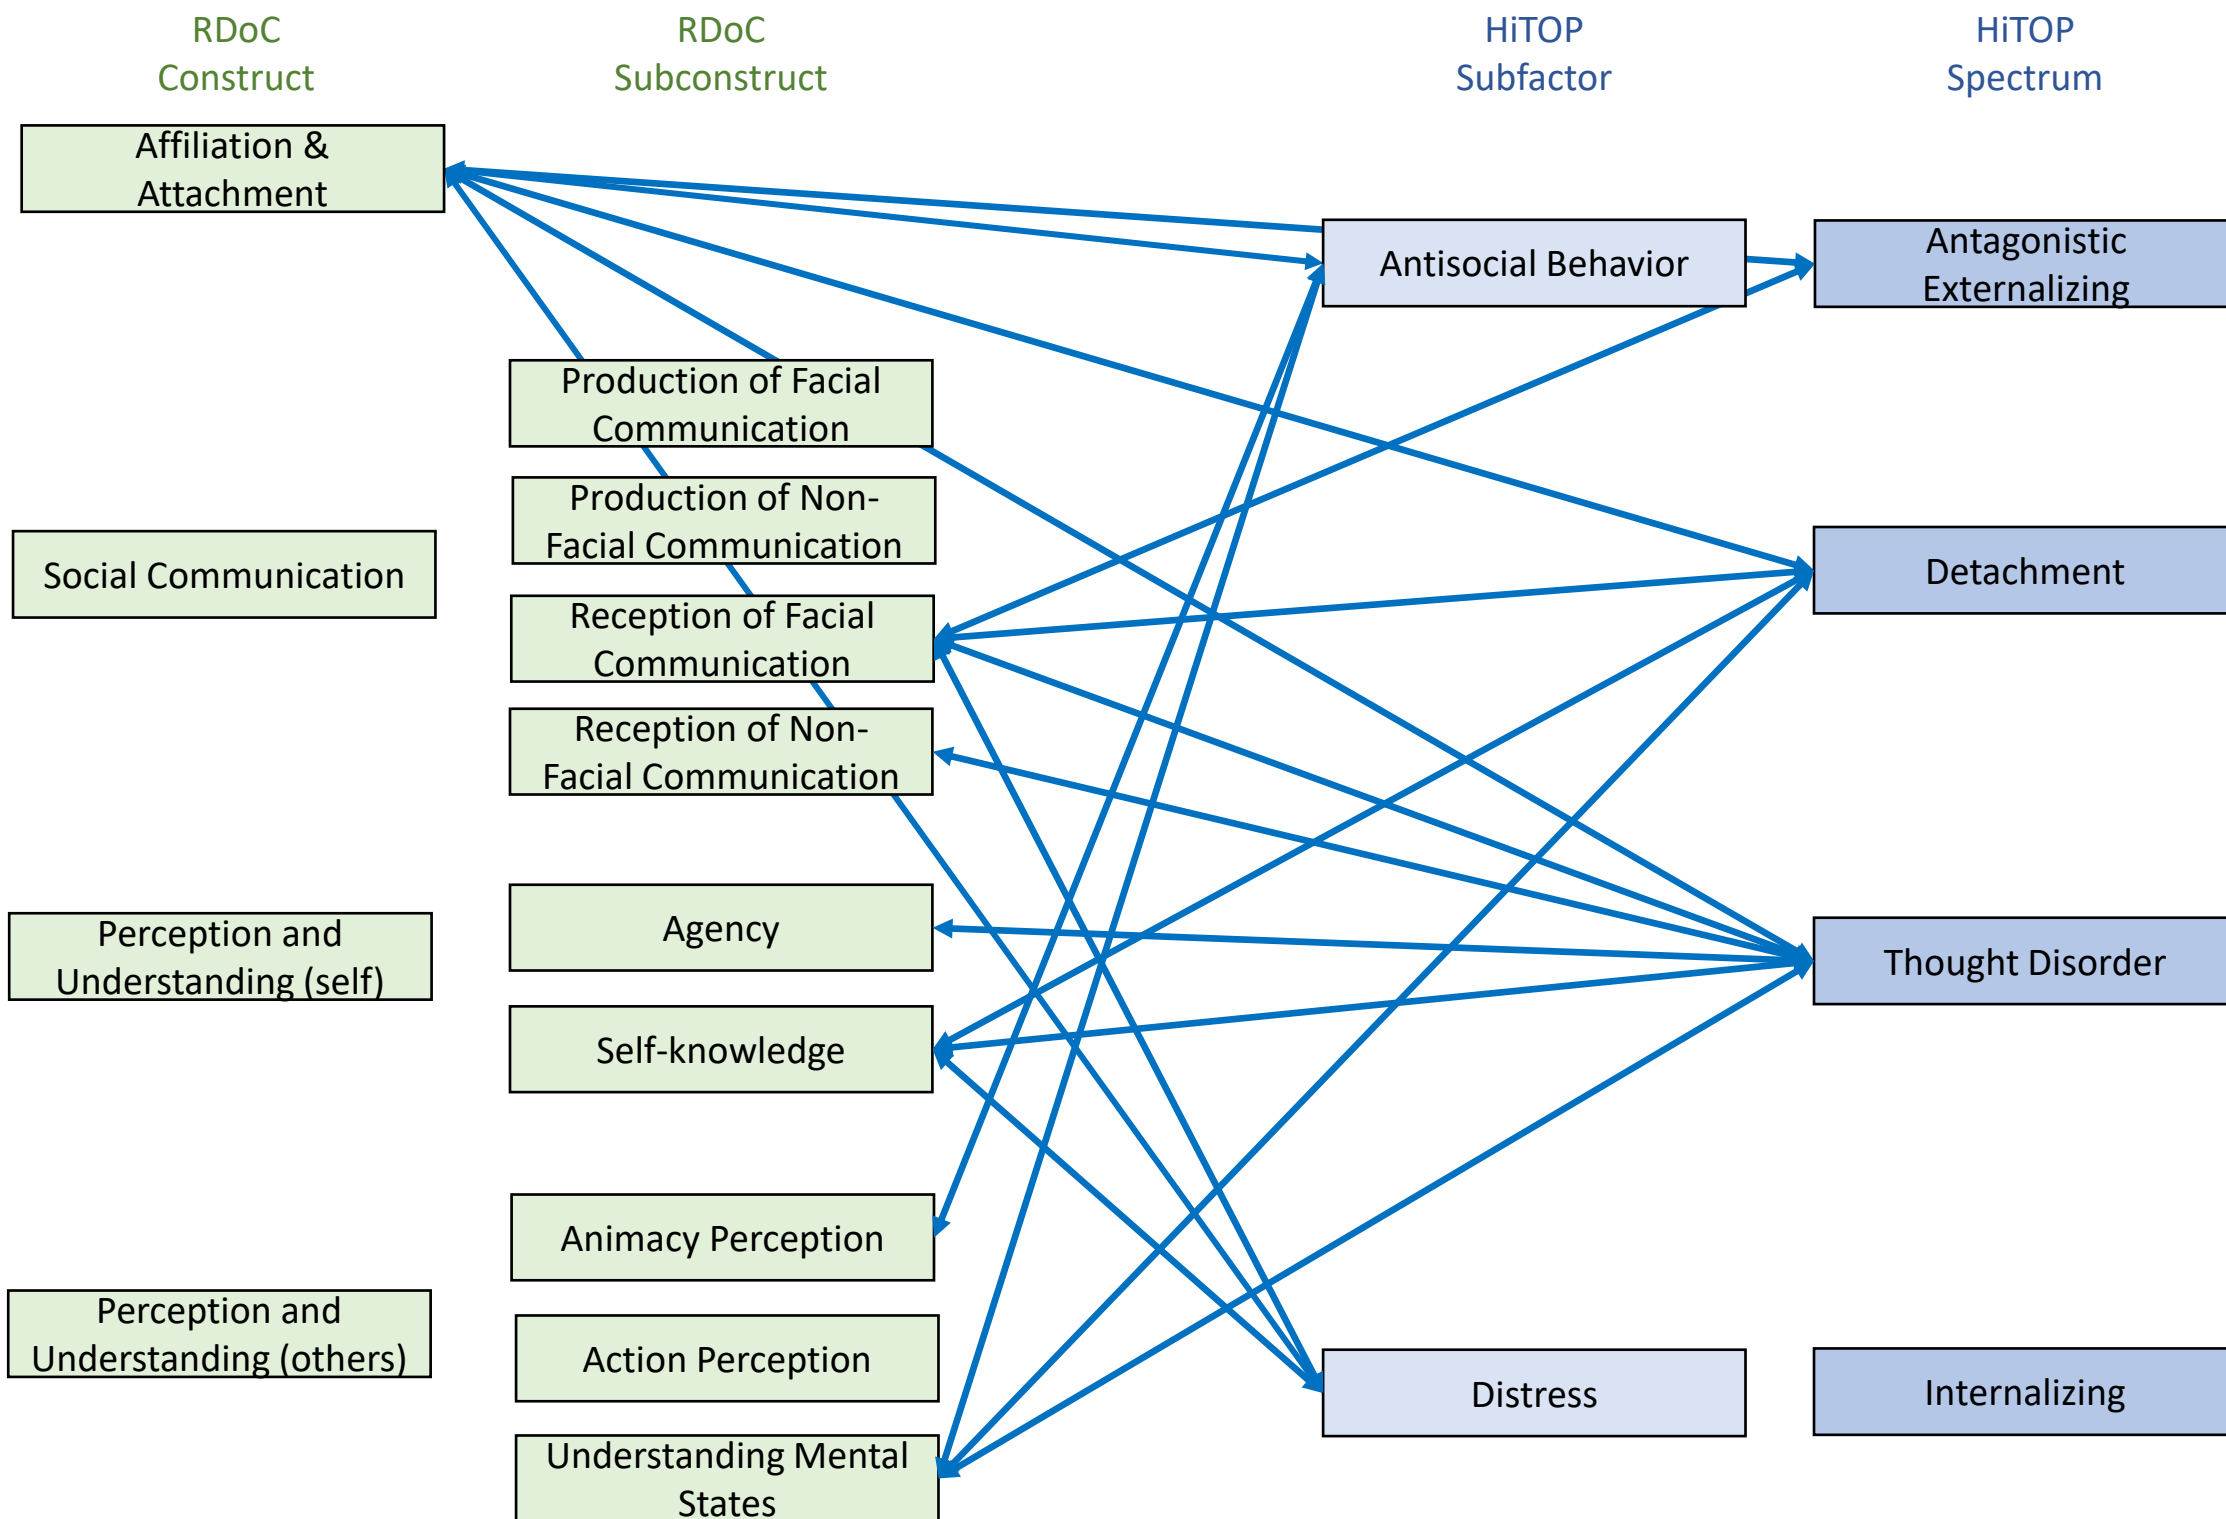 RDoC
Construct
RDoC
Subconstruct
HiTOP
Subfactor
HiTOP
Spectrum
Affiliation &
Attachment
Antisocial Behavior
Antagonistic
Externalizing
Production of Facial
Communication
Production of Non-
Facial Communication
Social Communication
Detachment
Reception of Facial
Communication
Reception of Non-
Facial Communication
Perception and
Understanding (self)
Agency
Thought Disorder
Self-knowledge
Animacy Perception
Perception and
Understanding (others)
Action Perception
Distress
Internalizing
Understanding Mental
States